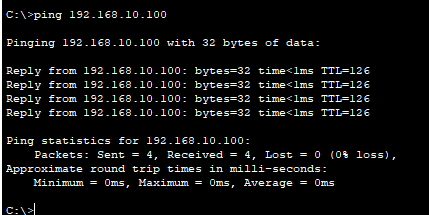 C:\>ping 192.168.10.100
Pinging 192.168.10.100 with 32 bytes of data:
Reply from 192.168.10.100: bytes=32 time<1ms TTL=126
Reply from 192.168.10.100: bytes=32 time<1ms TTL=126
Reply from 192.168.10.100: bytes=32 time<1ms TTL=126
Reply from 192.168.10.100: bytes=32 time<1ms TTL=126
Ping statistics for 192.168.10.100:
Packets: Sent = 4, Received = 4, Lost = 0 (0% loss),
Approximate round trip times in milli-seconds:
Minimum = 0ms, Maximum = 0ms, Average = 0ms
C:\>